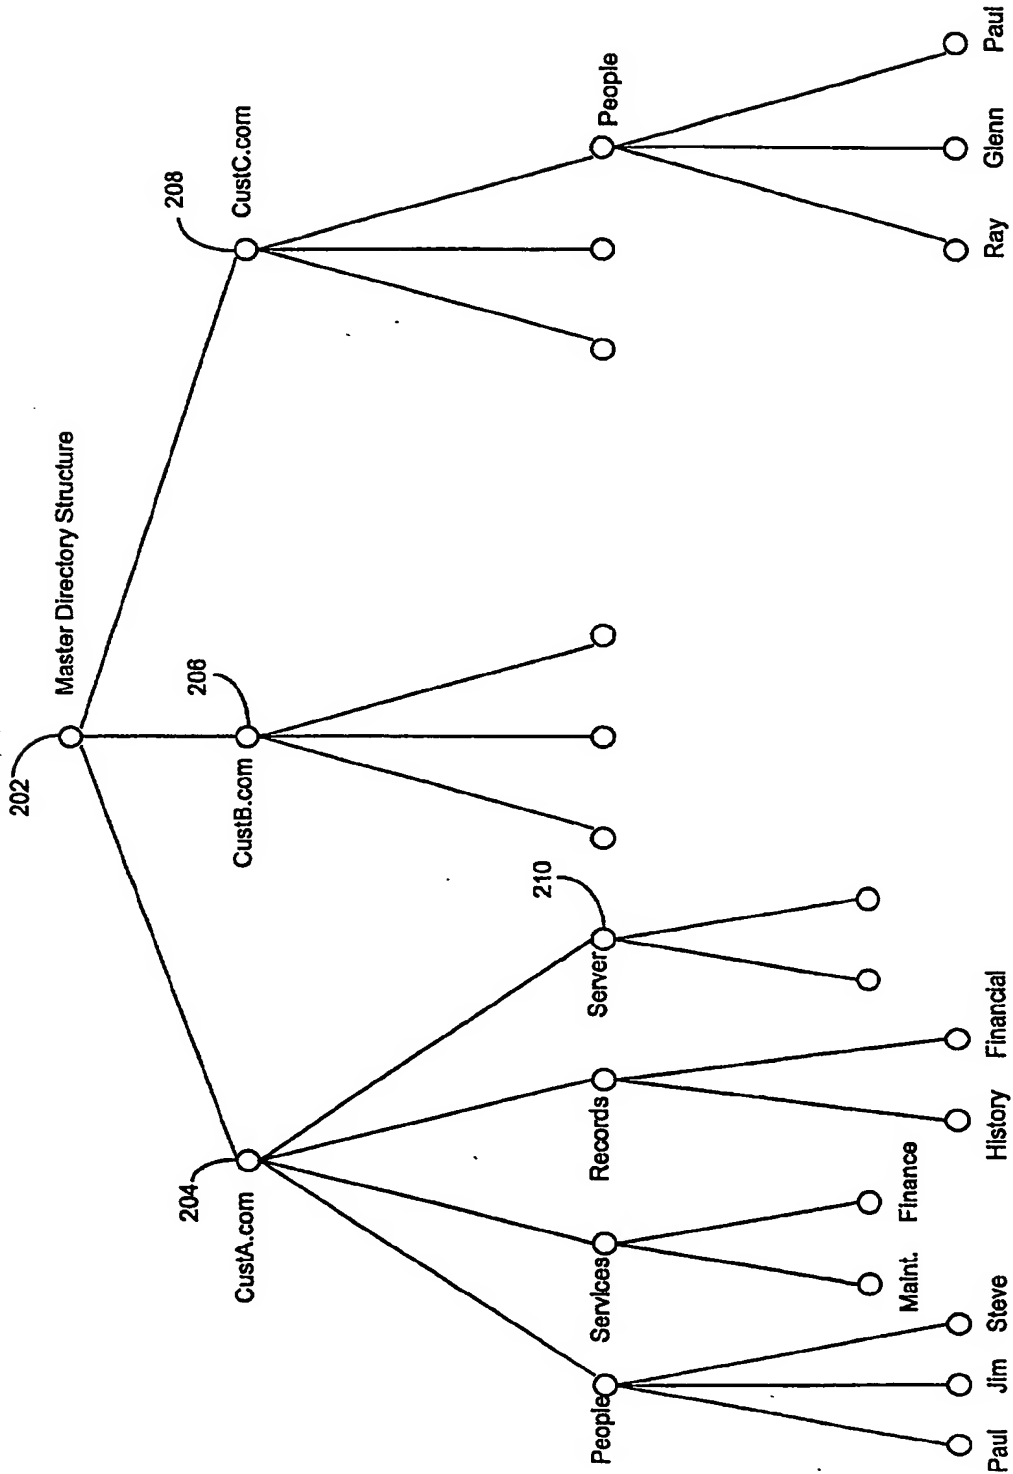 202
Master Directory Structure
204
CustA.com
206
CustB.com
208
CustC.com
210
People
Services
Records
Server
People
Paul
Jim
Steve
Maint.
Finance
History
Financial
Ray
Glenn
Paul